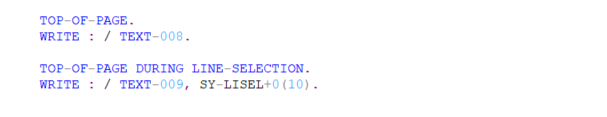 TOP-OF-PAGE.
WRITE : / TEXT-008.
TOP-OF-PAGE DURING LINE-SELECTION.
WRITE : / TEXT-009, SY-LISEL+0(10).